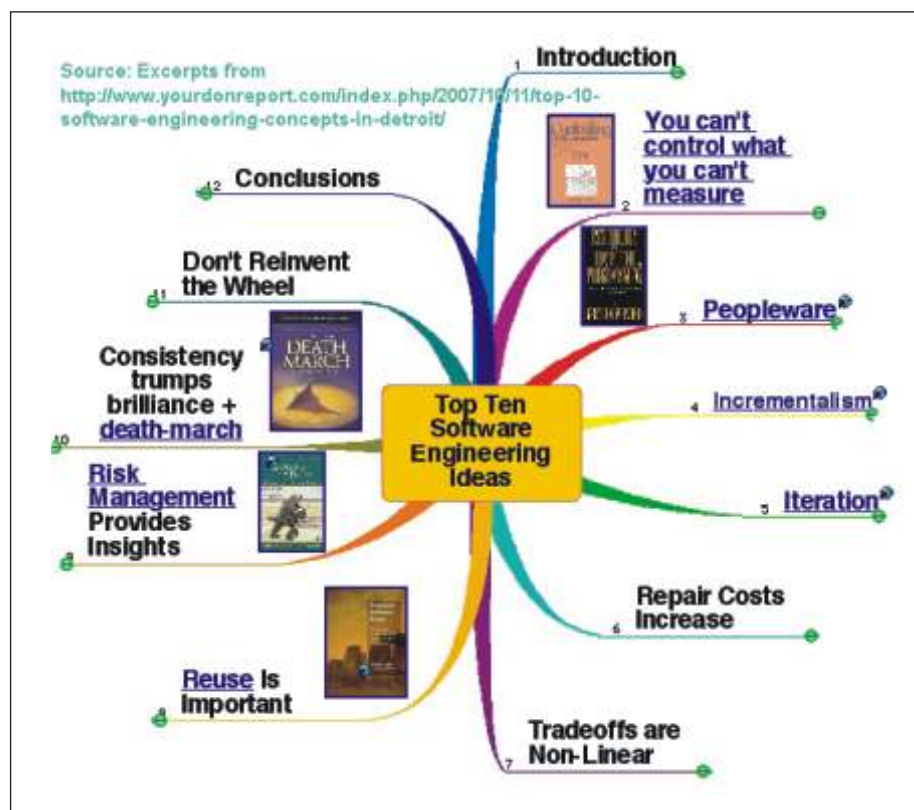 Source: Excerpts from
http://www.yourdonreport.com/index.php/2007/10/11/top-10-
software-engineering-concepts-in-detroit/
1 Introduction
You can't
control what
you can't
measure
2
3 Peopleware
4 Incrementalism
5 Iteration
Repair Costs
Increase
6
Tradeoffs are
Non-Linear
7
Reuse Is
Important
Risk
Management
Provides
Insights
9
Consistency
trumps
brilliance +
death-march
10
DEATH
MARCH
Don't Reinvent
the Wheel
11
12 Conclusions
Top Ten
Software
Engineering
Ideas